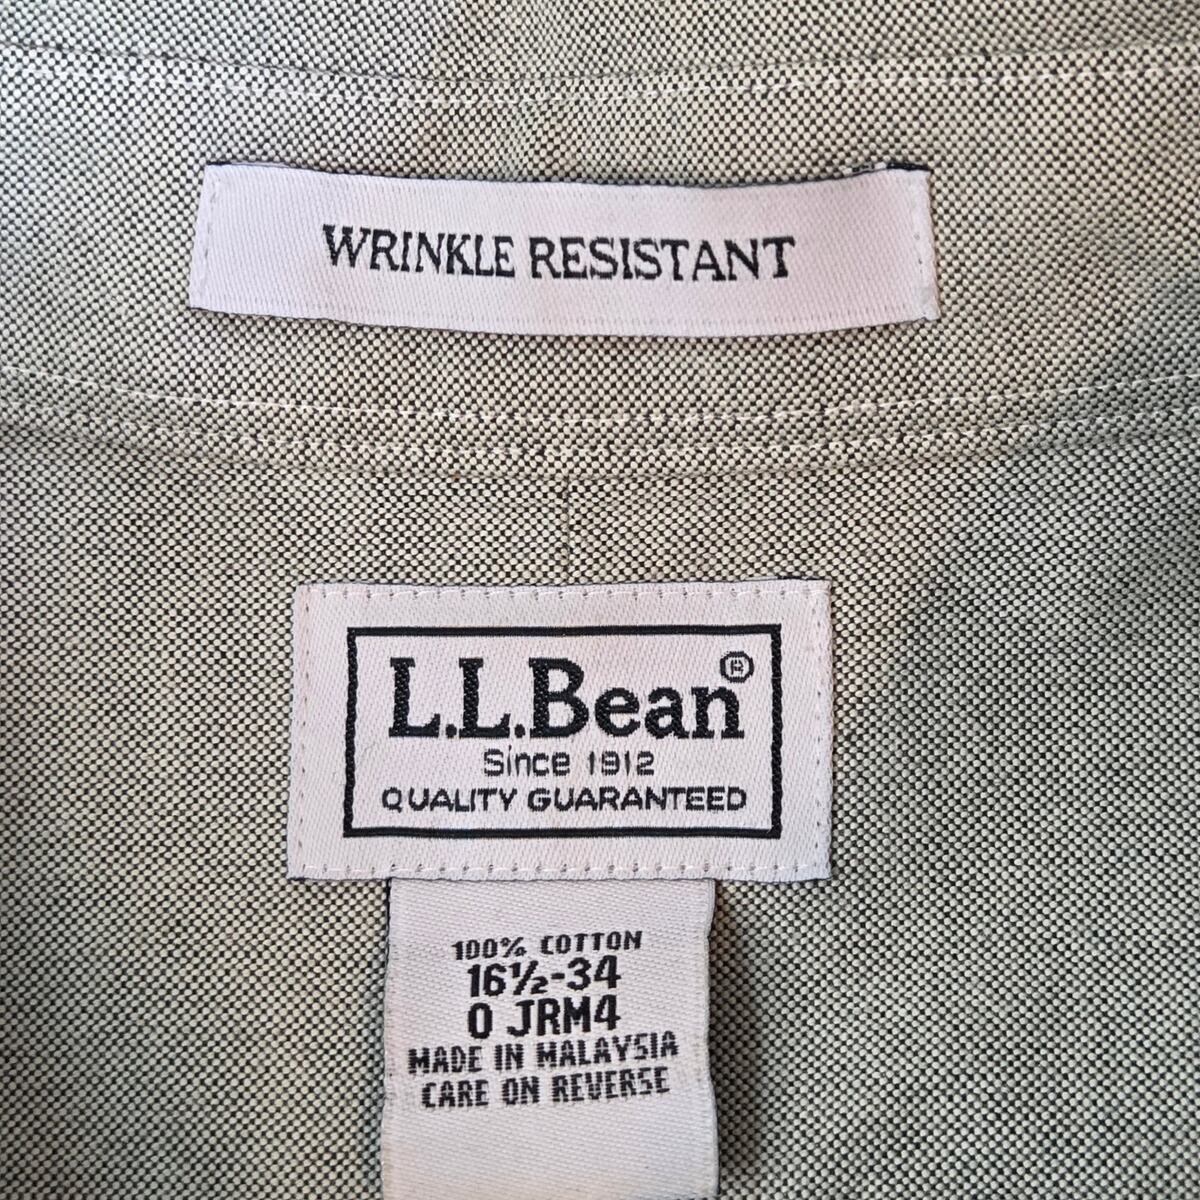 WRINKLE RESISTANT
L.L.Bean®
Since 1912
QUALITY GUARANTEED
100% COTTON
16½-34
0 JRM4
MADE IN MALAYSIA
CARE ON REVERSE